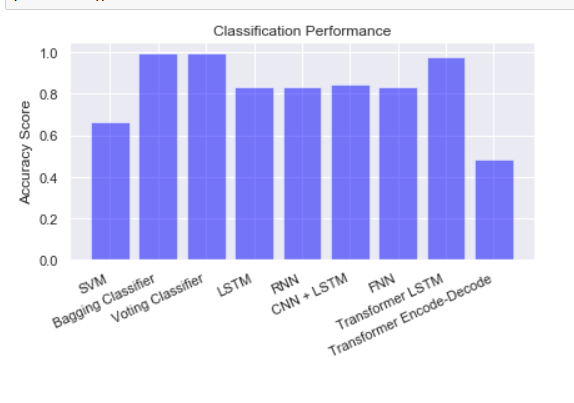 Classification Performance
Accuracy Score
1.0
0.8
0.6
0.4
0.2
0.0
SVM
Bagging Classifier
Voting Classifier
LSTM
RNN
CNN + LSTM
FNN
Transformer LSTM
Transformer Encode-Decode